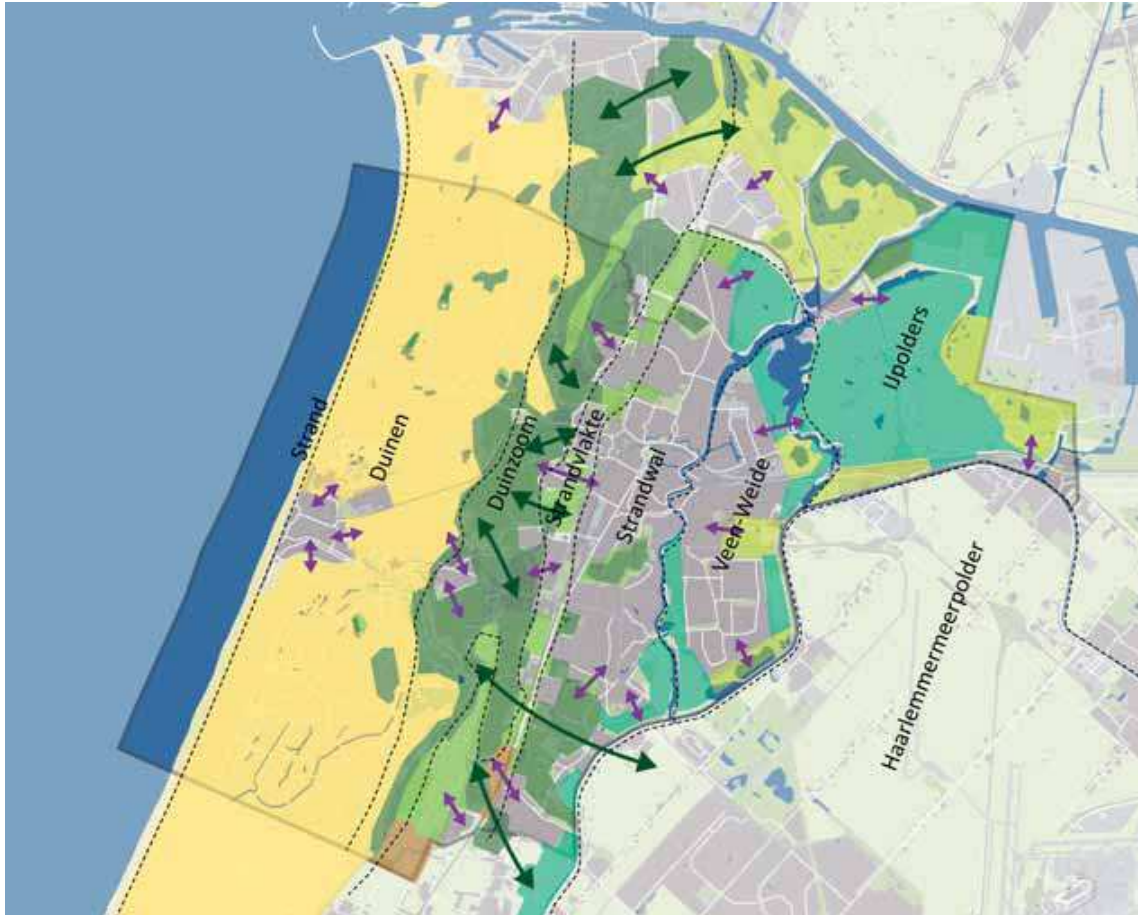 Strand
Duinen
Duinzoom
Strandvlakte
Strandwal
Veen-Weide
IJpolders
Haarlemmermeerpolder